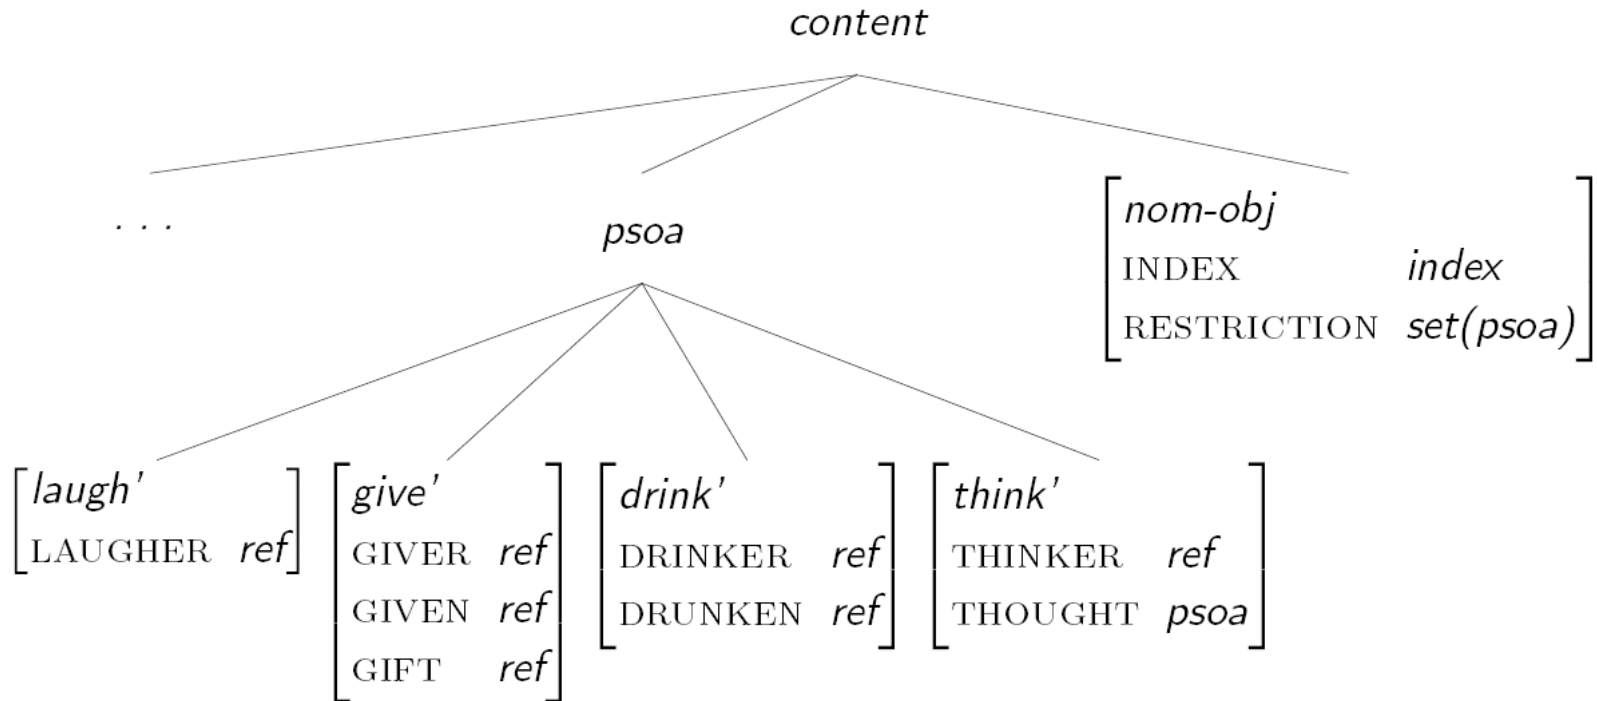 content
. . .
psoa
nom-obj
INDEX index
RESTRICTION set(psoa)
laugh’
LAUGHER ref
give’
GIVER ref
GIVEN ref
GIFT ref
drink’
DRINKER ref
DRUNKEN ref
think’
THINKER ref
THOUGHT psoa